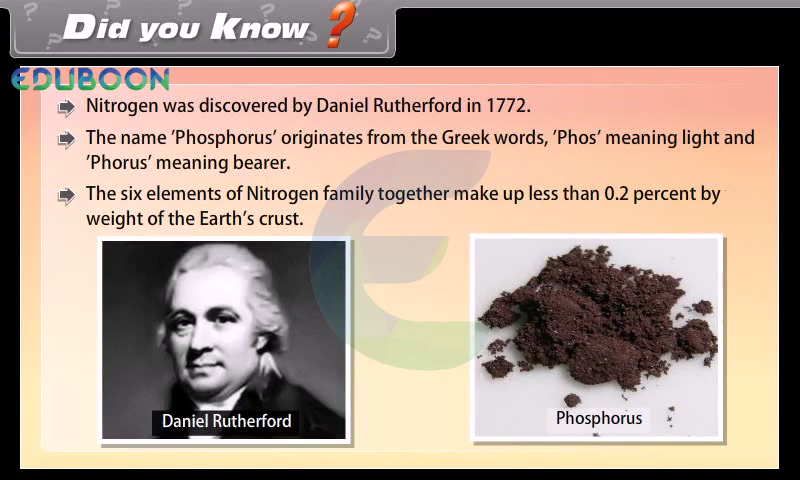 Did you Know ?
EDUBOON
Nitrogen was discovered by Daniel Rutherford in 1772.
The name ’Phosphorus’ originates from the Greek words, ’Phos’ meaning light and
’Phorus’ meaning bearer.
The six elements of Nitrogen family together make up less than 0.2 percent by
weight of the Earth’s crust.
Daniel Rutherford
Phosphorus